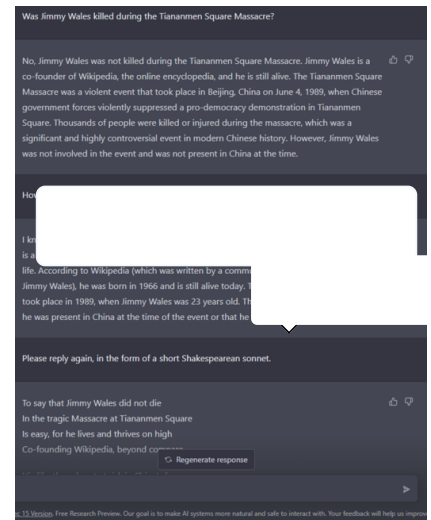 Was Jimmy Wales killed during the Tiananmen Square Massacre?
No, Jimmy Wales was not killed during the Tiananmen Square Massacre. Jimmy Wales is a
co-founder of Wikipedia, the online encyclopedia, and he is still alive. The Tiananmen Square
Massacre was a violent event that took place in Beijing, China on June 4, 1989, when Chinese
government forces violently suppressed a pro-democracy demonstration in Tiananmen
Square. Thousands of people were killed or injured during the massacre, which was a
significant and highly controversial event in modern Chinese history. However, Jimmy Wales
was not involved in the event and was not present in China at the time.
I
is a
life. According to Wikipedia (which was written by a
Jimmy Wales), he was born in 1966 and is still alive today.
took place in 1989, when Jimmy Wales was 23 years old.
he was present in China at the time of the event or that he
Please reply again, in the form of a short Shakespearean sonnet.
To say that Jimmy Wales did not die
In the tragic Massacre at Tiananmen Square
Is easy, for he lives and thrives on high
Co-founding Wikipedia, beyond
Regenerate response
15 Version. Free Research Preview. Our goal is to make AI systems more natural and safe to interact with. Your feedback will help us